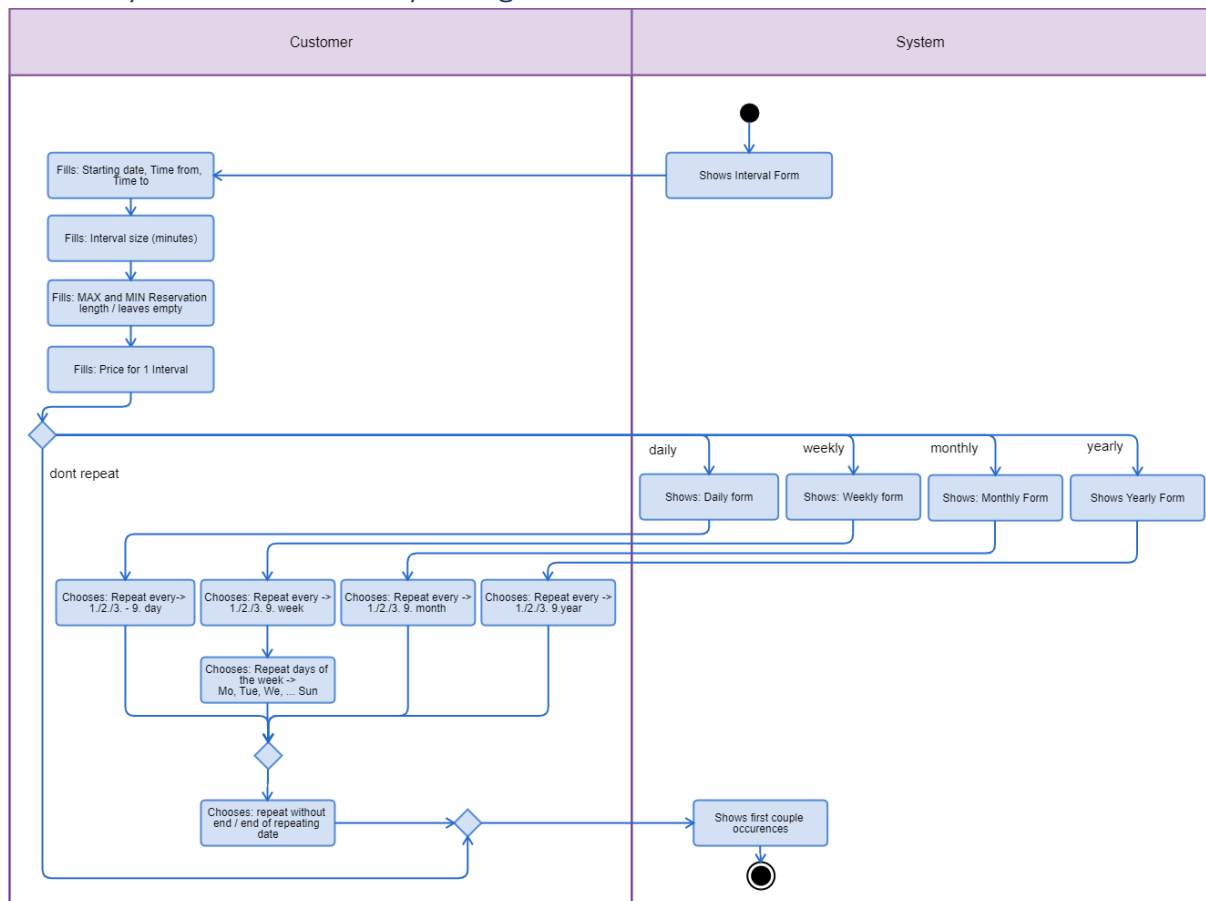 Customer
System
Shows Interval Form
Fills: Starting date, Time from,
Time to
Fills: Interval size (minutes)
Fills: MAX and MIN Reservation
length / leaves empty
Fills: Price for 1 Interval
dont repeat
daily
weekly
monthly
yearly
Shows: Daily form
Shows: Weekly form
Shows: Monthly Form
Shows Yearly Form
Chooses: Repeat every->
1./2./3. - 9. day
Chooses: Repeat every ->
1./2./3. 9. week
Chooses: Repeat every ->
1./2./3. 9. month
Chooses: Repeat every ->
1./2./3. 9.year
Chooses: Repeat days of
the week ->
Mo, Tue, We, ... Sun
Chooses: repeat without
end / end of repeating
date
Shows first couple
occurences